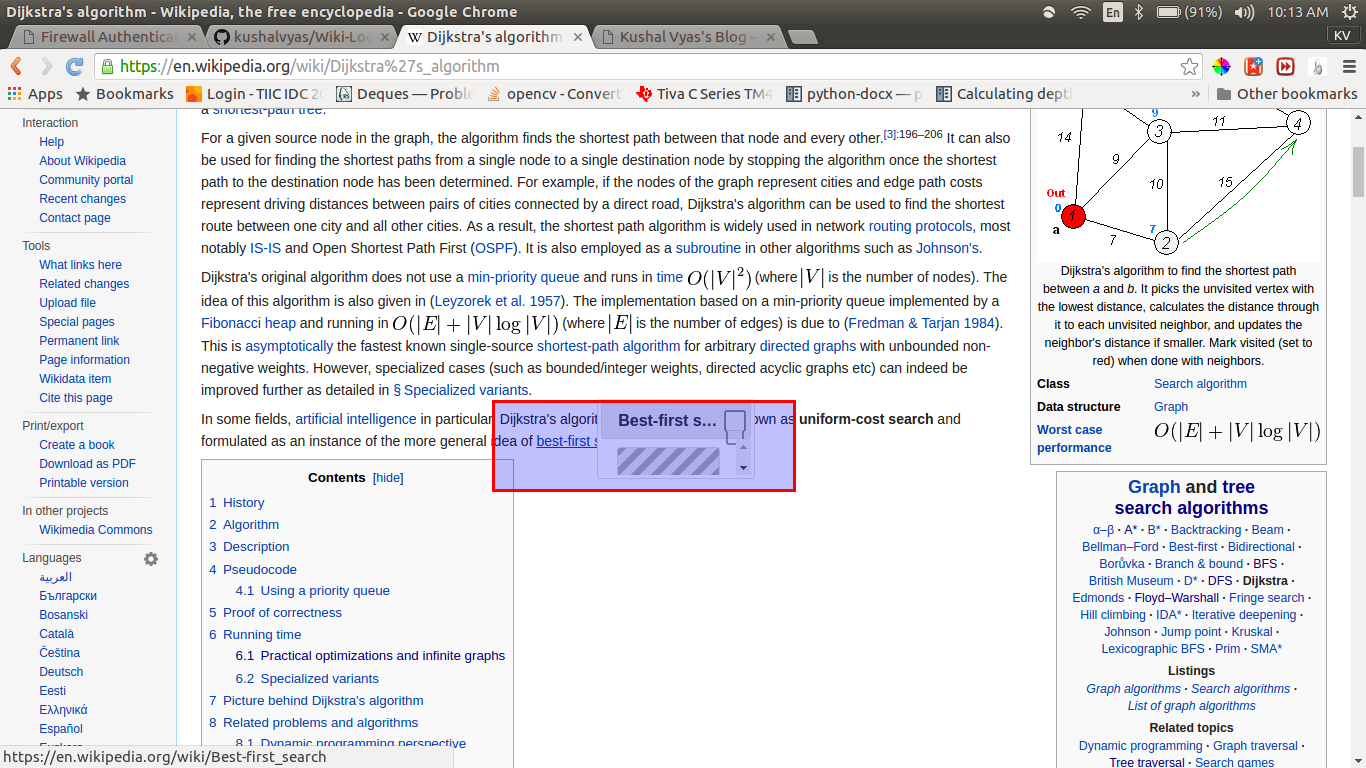 Dijkstra's algorithm - Wikipedia, the free encyclopedia - Google Chrome
En (91%) 10:13 AM
Firewall Authentica
kushalvyas/Wiki-Loo
Dijkstra's algorithm
Kushal Vyas's Blog –
KV
https://en.wikipedia.org/wiki/Dijkstra%27s_algorithm
Apps
Bookmarks
Login - TIIC IDC 20
Deques — Proble
opencv - Convert
Tiva C Series TM4
python-docx — p
Calculating dept
» Other bookmarks
Interaction
Help
About Wikipedia
Community portal
Recent changes
Contact page
Tools
What links here
Related changes
Upload file
Special pages
Permanent link
Page information
Wikidata item
Cite this page
Print/export
Create a book
Download as PDF
Printable version
In other projects
Wikimedia Commons
Languages
العربية
Български
Bosanski
Català
Čeština
Deutsch
Eesti
Ελληνικά
Español
Euskara
https://en.wikipedia.org/wiki/Best-first_search
a shortest-path tree.
For a given source node in the graph, the algorithm finds the shortest path between that node and every other.[3]:196–206 It can also
be used for finding the shortest paths from a single node to a single destination node by stopping the algorithm once the shortest
path to the destination node has been determined. For example, if the nodes of the graph represent cities and edge path costs
represent driving distances between pairs of cities connected by a direct road, Dijkstra's algorithm can be used to find the shortest
route between one city and all other cities. As a result, the shortest path algorithm is widely used in network routing protocols, most
notably IS-IS and Open Shortest Path First (OSPF). It is also employed as a subroutine in other algorithms such as Johnson's.
Dijkstra's original algorithm does not use a min-priority queue and runs in time O(|V|²) (where |V| is the number of nodes). The
idea of this algorithm is also given in (Leyzorek et al. 1957). The implementation based on a min-priority queue implemented by a
Fibonacci heap and running in O(|E| + |V| log |V|) (where |E| is the number of edges) is due to (Fredman & Tarjan 1984).
This is asymptotically the fastest known single-source shortest-path algorithm for arbitrary directed graphs with unbounded non-
negative weights. However, specialized cases (such as bounded/integer weights, directed acyclic graphs etc) can indeed be
improved further as detailed in § Specialized variants.
In some fields, artificial intelligence in particular, Dijkstra's algorit own as uniform-cost search and
formulated as an instance of the more general idea of best-first s
Best-first s...
Contents [hide]
1 History
2 Algorithm
3 Description
4 Pseudocode
4.1 Using a priority queue
5 Proof of correctness
6 Running time
6.1 Practical optimizations and infinite graphs
6.2 Specialized variants
7 Picture behind Dijkstra's algorithm
8 Related problems and algorithms
8.1 Dynamic programming perspective
9
14
3
11
4
9
10
15
Out
0
1
a
7
7
2
Dijkstra's algorithm to find the shortest path
between a and b. It picks the unvisited vertex with
the lowest distance, calculates the distance through
it to each unvisited neighbor, and updates the
neighbor's distance if smaller. Mark visited (set to
red) when done with neighbors.
Class Search algorithm
Data structure Graph
Worst case performance O(|E| + |V| log |V|)
Graph and tree
search algorithms
α–β · A* · B* · Backtracking · Beam ·
Bellman–Ford · Best-first · Bidirectional ·
Borůvka · Branch & bound · BFS ·
British Museum · D* · DFS · Dijkstra ·
Edmonds · Floyd–Warshall · Fringe search ·
Hill climbing · IDA* · Iterative deepening ·
Johnson · Jump point · Kruskal ·
Lexicographic BFS · Prim · SMA*
Listings
Graph algorithms · Search algorithms ·
List of graph algorithms
Related topics
Dynamic programming · Graph traversal ·
Tree traversal · Search games